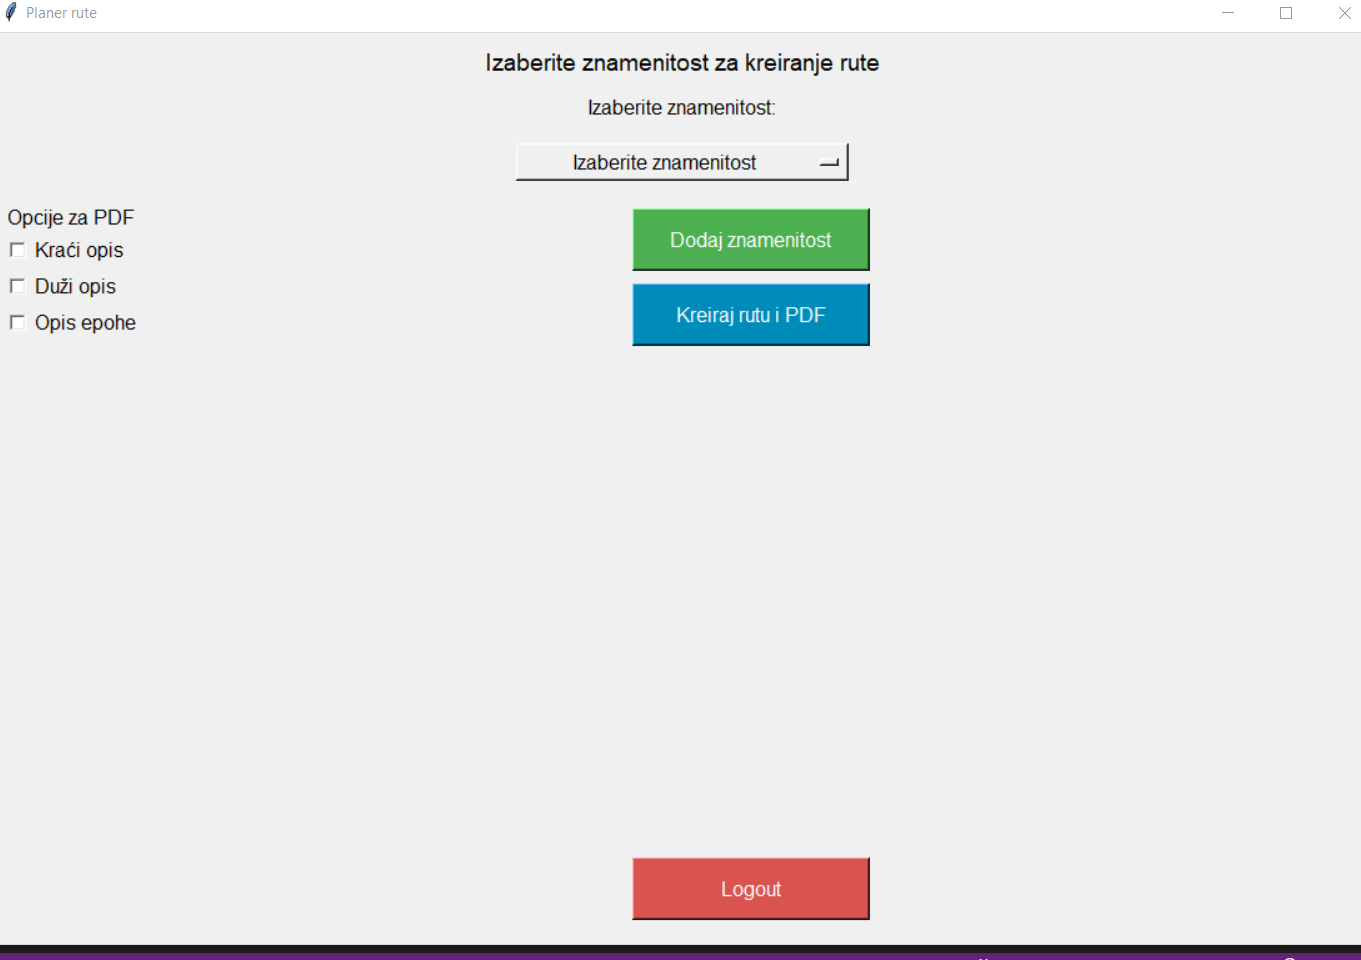 Planer rute
Izaberite znamenitost za kreiranje rute
Izaberite znamenitost:
Izaberite znamenitost
Opcije za PDF
Kraći opis
Duži opis
Opis epohe
Dodaj znamenitost
Kreiraj rutu i PDF
Logout